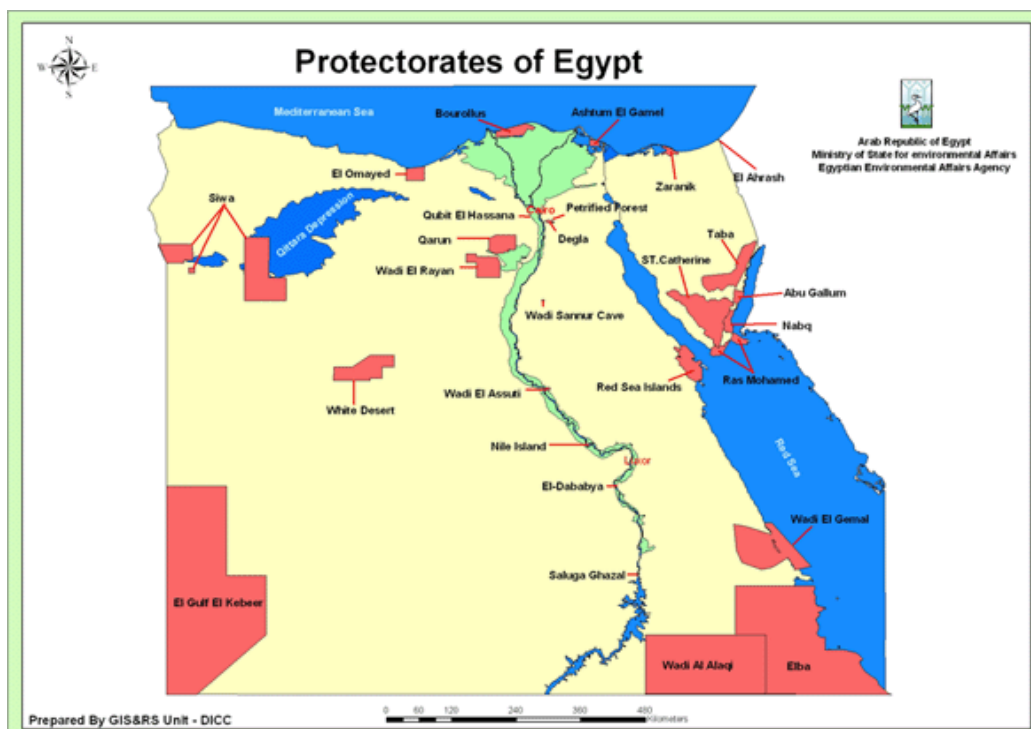 Protectorates of Egypt
N
W
E
S
Mediterranean Sea
Bourollus
Ashtum El Gamel
Arab Republic of Egypt
Ministry of State for environmental Affairs
Egyptian Environmental Affairs Agency
El Omayed
Zaranik
El Ahrash
Siwa
Qittara Depression
Qubit El Hassana
Cairo
Petrified Forest
Degla
Qarun
Wadi El Rayan
Taba
ST.Catherine
Abu Gallum
Wadi Sannur Cave
Nabq
Red Sea Islands
Ras Mohamed
White Desert
Wadi El Assuti
Nile Island
Luxor
Red Sea
El-Dababya
Wadi El Gemal
Saluga Ghazal
El Gulf El Kebeer
Wadi Al Alaqi
Elba
Prepared By GIS&RS Unit - DICC
0 60 120 240 360 480
Kilometers